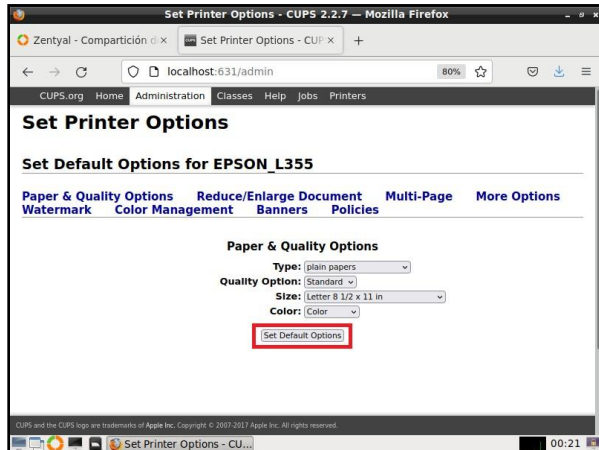 Set Printer Options - CUPS 2.2.7 — Mozilla Firefox
Zentyal - Compartición d
Set Printer Options - CUP
localhost:631/admin
80%
CUPS.org Home Administration Classes Help Jobs Printers
Set Printer Options
Set Default Options for EPSON_L355
Paper & Quality Options Reduce/Enlarge Document Multi-Page More Options
Watermark Color Management Banners Policies
Paper & Quality Options
Type: plain papers
Quality Option: Standard
Size: Letter 8 1/2 x 11 in
Color: Color
Set Default Options
CUPS and the CUPS logo are trademarks of Apple Inc. Copyright © 2007-2017 Apple Inc. All rights reserved.
Set Printer Options - CU...
00:21